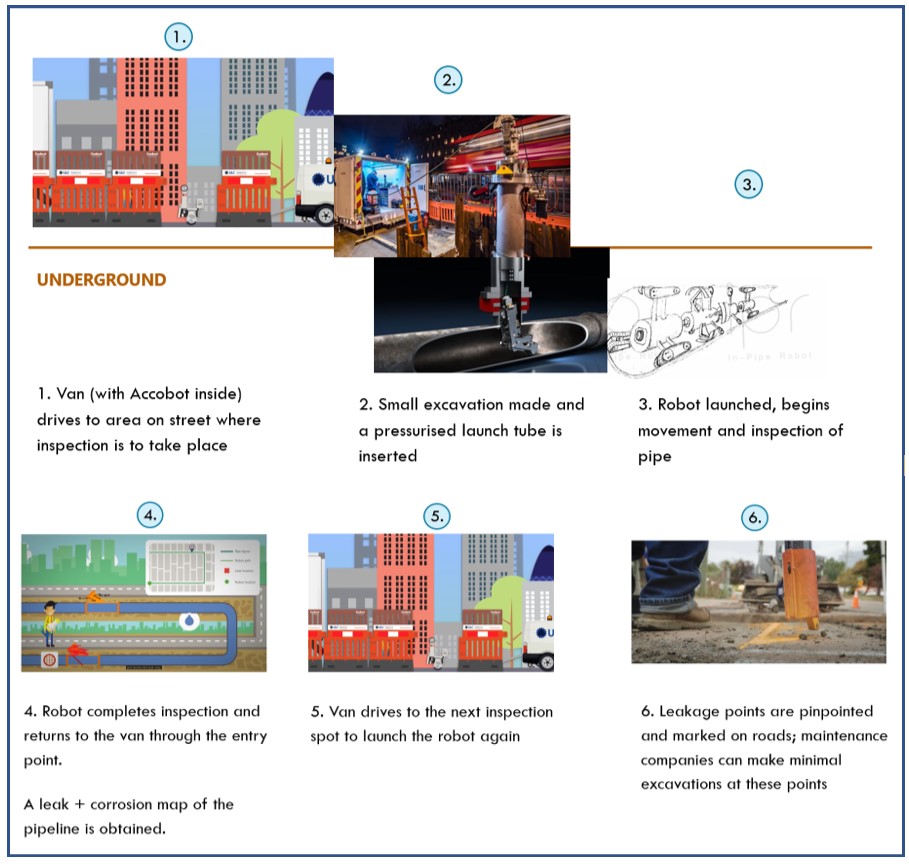 1.
2.
3.
UNDERGROUND
In-Pipe Robot
1. Van (with Accobot inside)
drives to area on street where
inspection is to take place
2. Small excavation made and
a pressurised launch tube is
inserted
3. Robot launched, begins
movement and inspection of
pipe
4.
5.
6.
4. Robot completes inspection and
returns to the van through the entry
point.
A leak + corrosion map of the
pipeline is obtained.
5. Van drives to the next inspection
spot to launch the robot again
6. Leakage points are pinpointed
and marked on roads; maintenance
companies can make minimal
excavations at these points